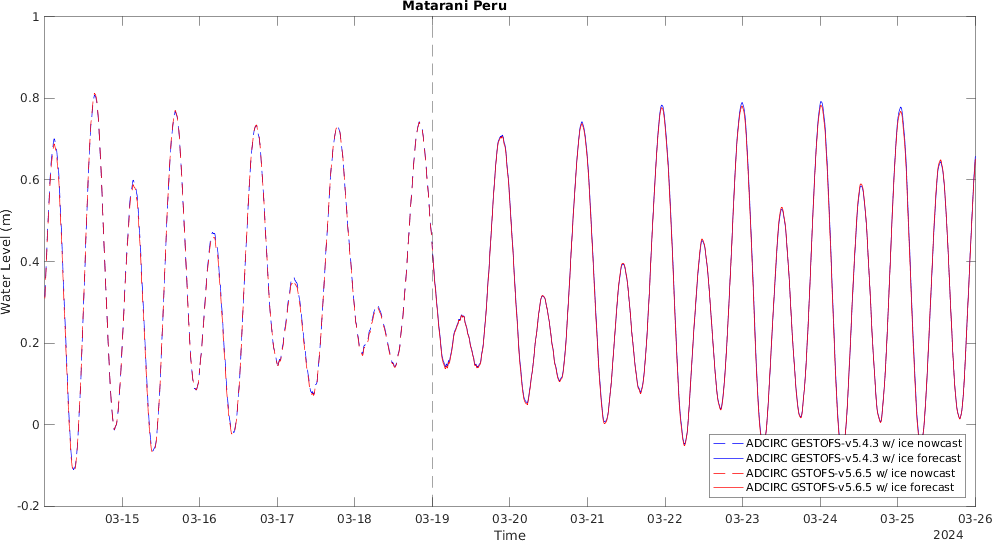 Matarani Peru
1
0.8
0.6
0.4
0.2
0
-0.2
Water Level (m)
03-15 03-16 03-17 03-18 03-19 03-20 03-21 03-22 03-23 03-24 03-25 03-26
Time
2024
ADCIRC GESTOFS-v5.4.3 w/ ice nowcast
ADCIRC GESTOFS-v5.4.3 w/ ice forecast
ADCIRC GSTOFS-v5.6.5 w/ ice nowcast
ADCIRC GSTOFS-v5.6.5 w/ ice forecast